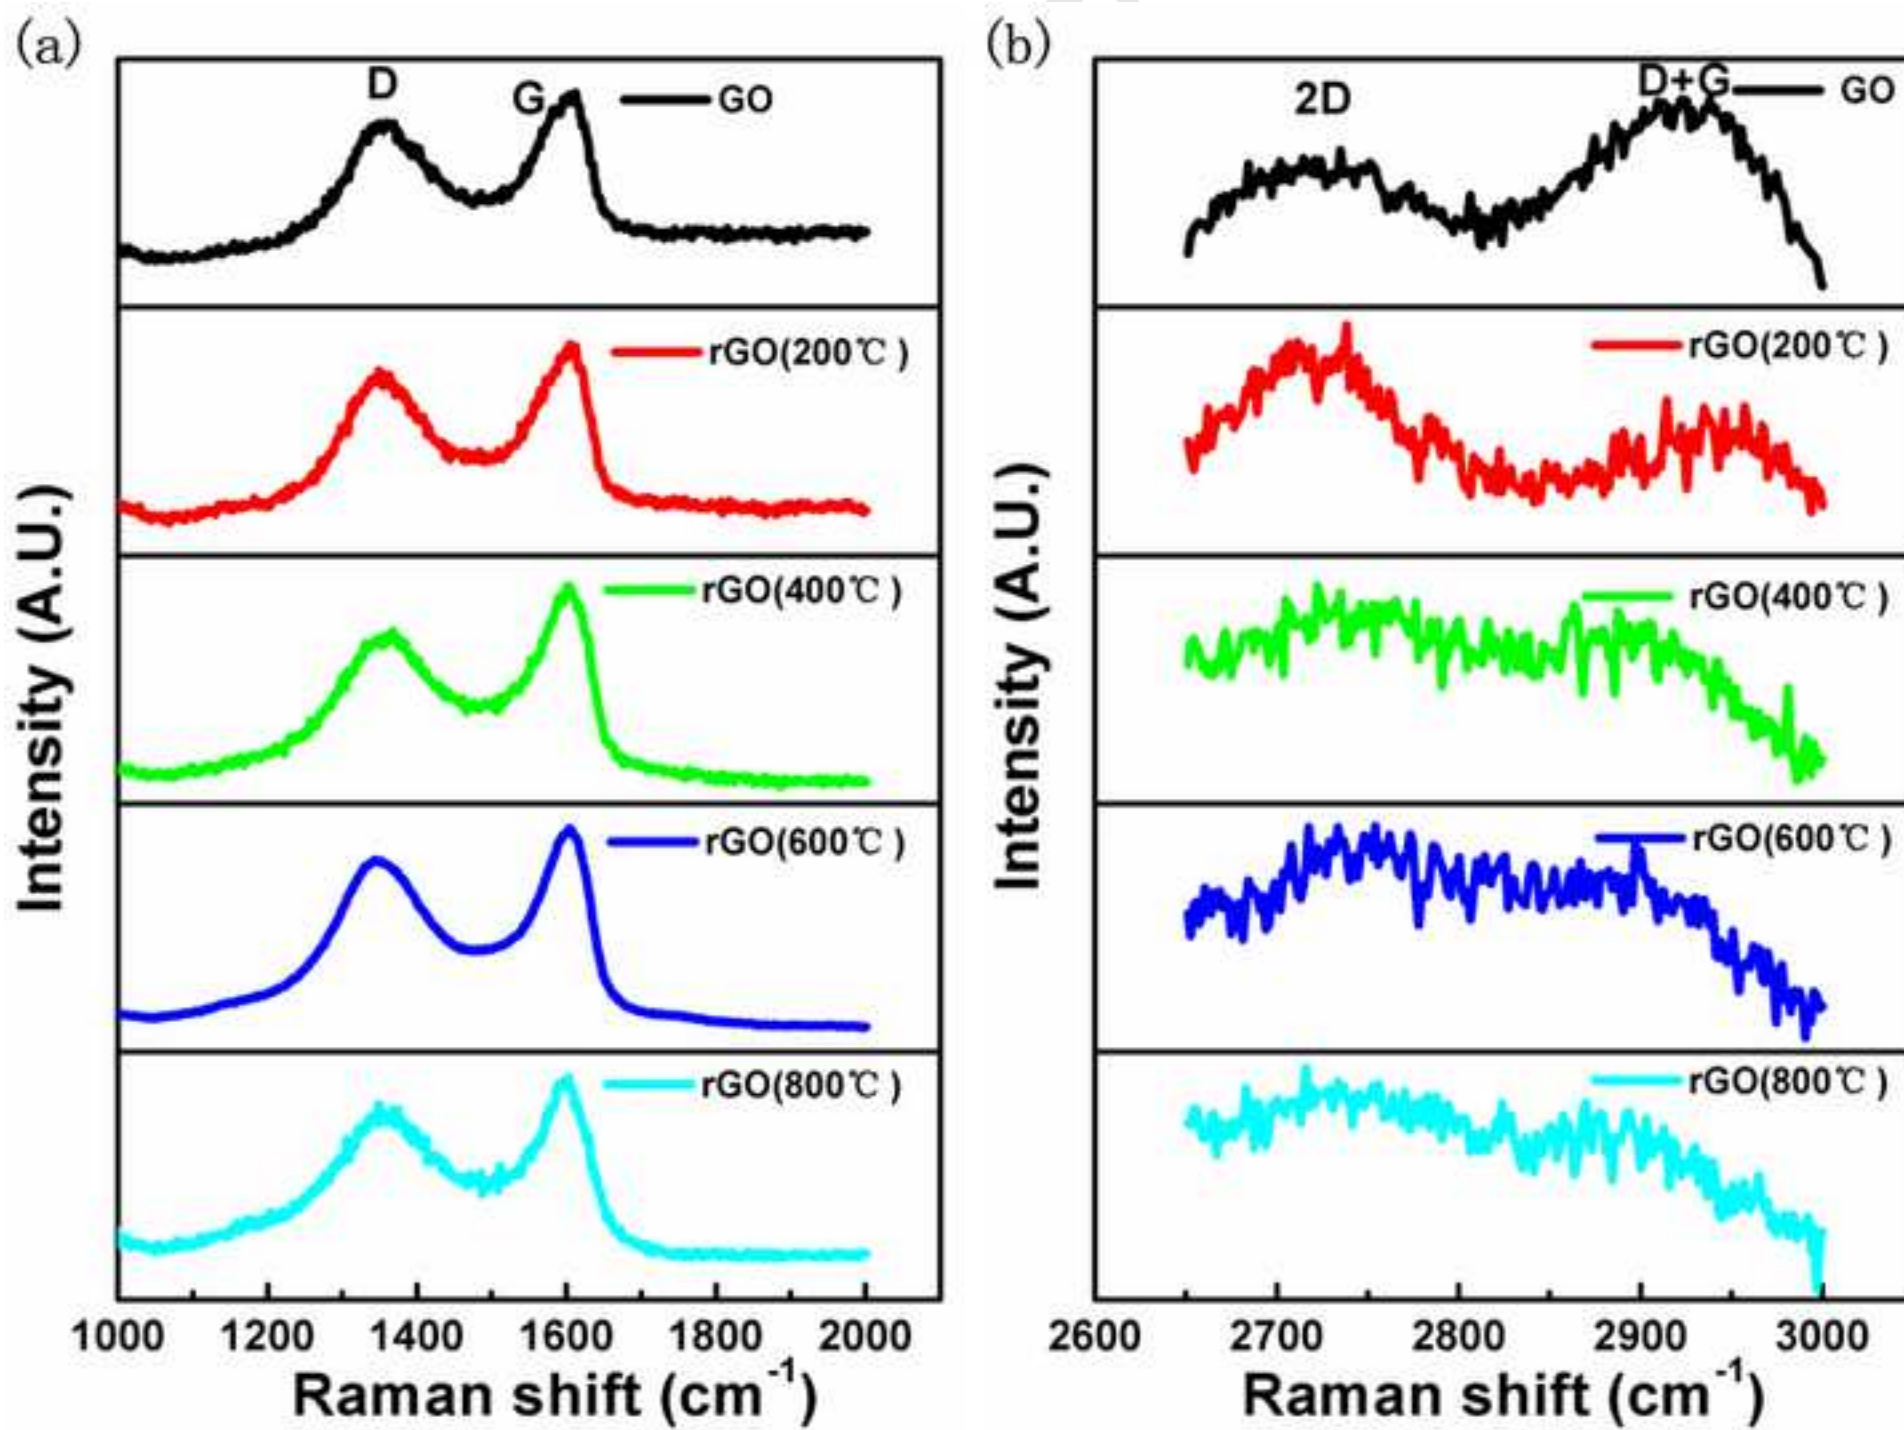 (a)
D
G
GO
rGO(200℃)
rGO(400℃)
rGO(600℃)
rGO(800℃)
Intensity (A.U.)
1000 1200 1400 1600 1800 2000
Raman shift (cm⁻¹)
(b)
2D
D+G
GO
rGO(200℃)
rGO(400℃)
rGO(600℃)
rGO(800℃)
Intensity (A.U.)
2600 2700 2800 2900 3000
Raman shift (cm⁻¹)